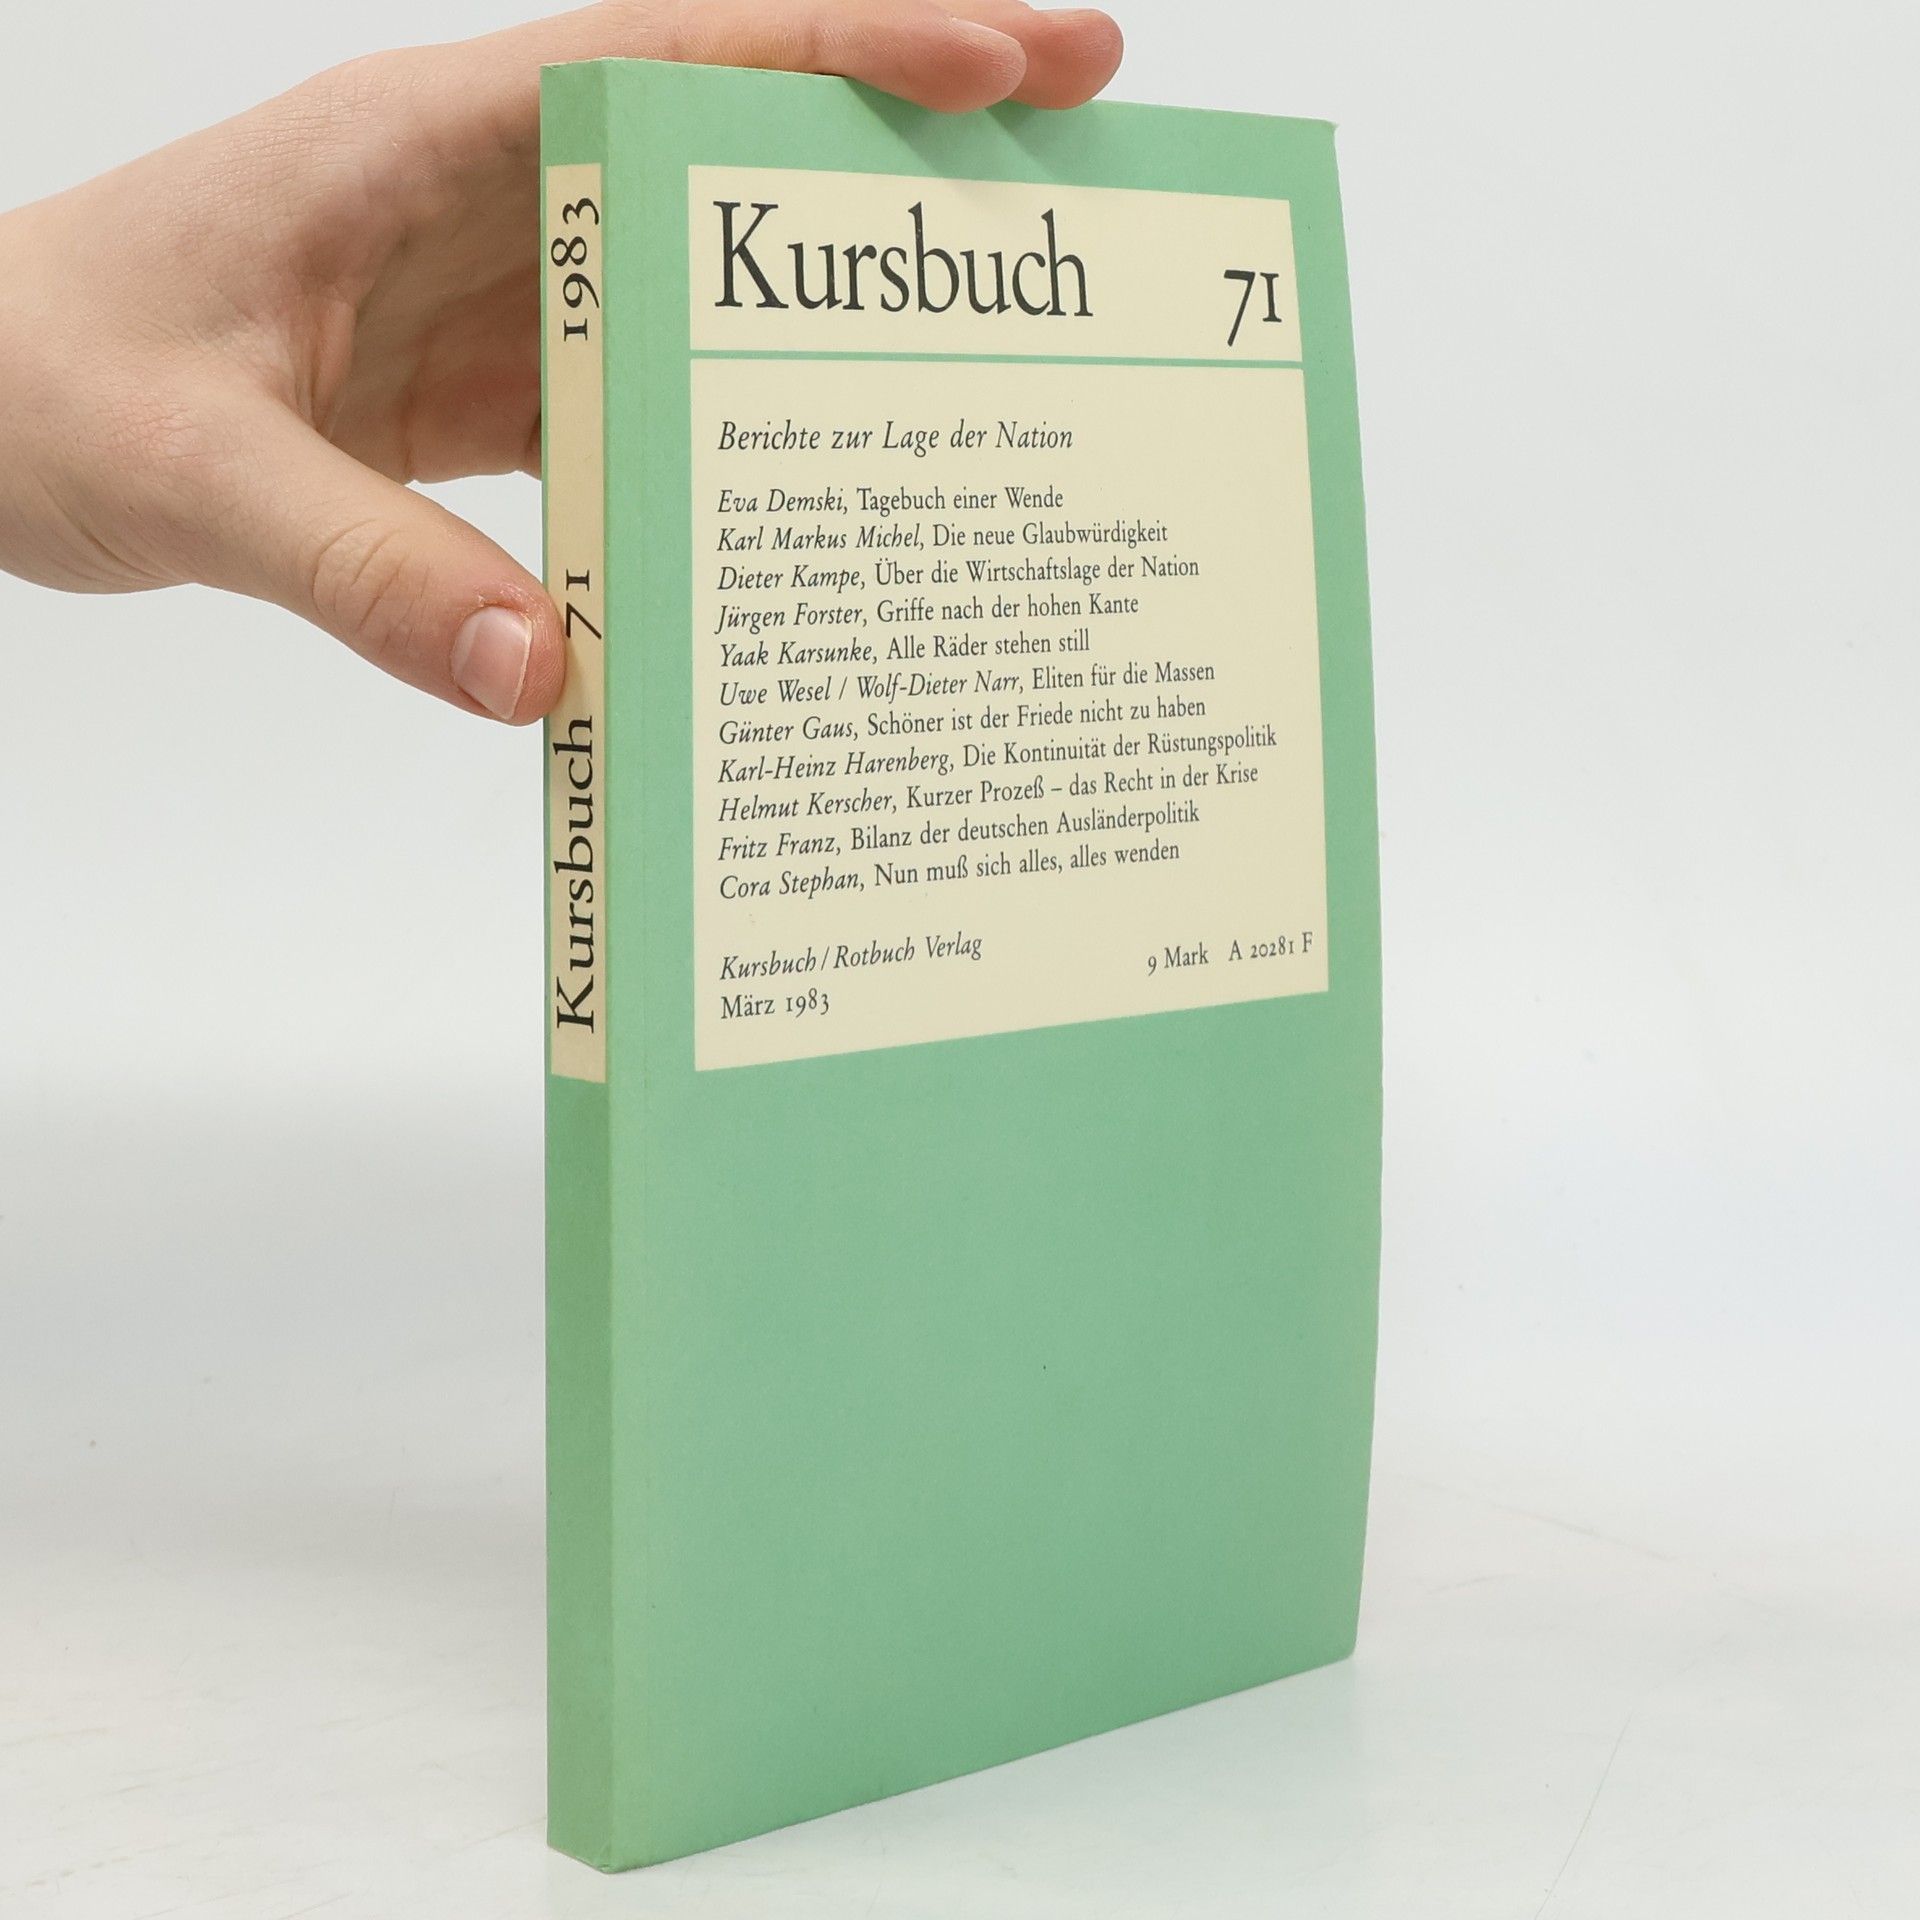 Kursbuch 71 1983
Kursbuch 71
Berichte zur Lage der Nation
Eva Demski, Tagebuch einer Wende
Karl Markus Michel, Die neue Glaubwürdigkeit
Dieter Kampe, Über die Wirtschaftslage der Nation
Jürgen Forster, Griffe nach der hohen Kante
Yaak Karsunke, Alle Räder stehen still
Uwe Wesel / Wolf-Dieter Narr, Eliten für die Massen
Günter Gaus, Schöner ist der Friede nicht zu haben
Karl-Heinz Harenberg, Die Kontinuität der Rüstungspolitik
Helmut Kerscher, Kurzer Prozeß – das Recht in der Krise
Fritz Franz, Bilanz der deutschen Ausländerpolitik
Cora Stephan, Nun muß sich alles, alles wenden
Kursbuch / Rotbuch Verlag 9 Mark A 20281 F
März 1983